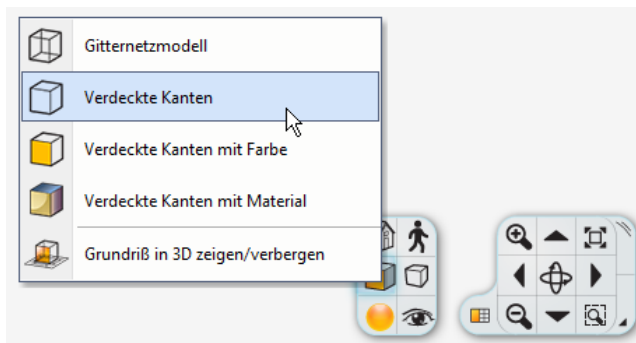 Gitternetzmodell
Verdeckte Kanten
Verdeckte Kanten mit Farbe
Verdeckte Kanten mit Material
Grundriß in 3D zeigen/verbergen